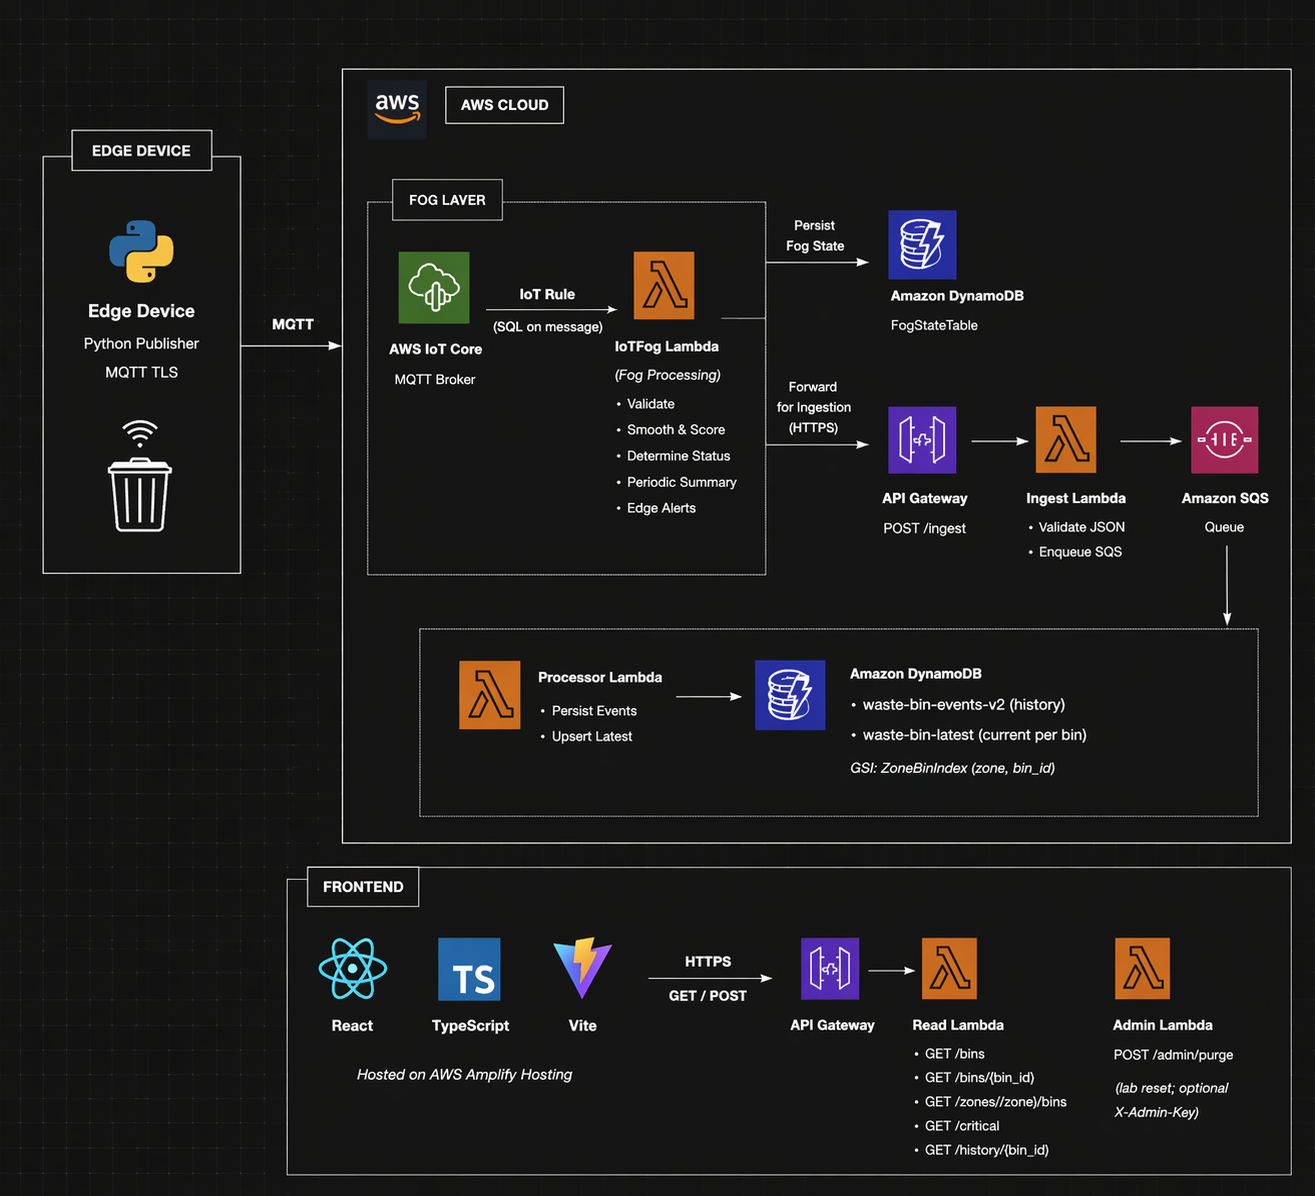 aws
AWS CLOUD
EDGE DEVICE
Edge Device
Python Publisher
MQTT TLS
MQTT
FOG LAVER
AWS IoT Core
MQTT Broker
IoT Rule
(SQL on message)
IoTFog Lambda
(Fog Processing)
• Validate
• Smooth & Score
• Determine Status
• Periodic Summary
• Edge Alerts
Persist
Fog State
Amazon DynamoDB
FogStateTable
Forward
for Ingestion
(HTTPS)
API Gateway
POST /ingest
Ingest Lambda
• Validate JSON
• Enqueue SQS
Amazon SQS
Queue
Processor Lambda
• Persist Events
• Upsert Latest
Amazon DynamoDB
• waste-bin-events-v2 (history)
• waste-bin-latest (current per bin)
GSI: ZoneBinIndex (zone, bin_id)
FRONTEND
React
TS
TypeScript
Vite
Hosted on AWS Amplify Hosting
HTTPS
GET / POST
API Gateway
Read Lambda
• GET /bins
• GET /bins/{bin_id)
• GET /zones//zone)/bins
• GET /critical
• GET /history/{bin_id)
Admin Lambda
POST /admin/purge
(lab reset; optional
X-Admin-Key)